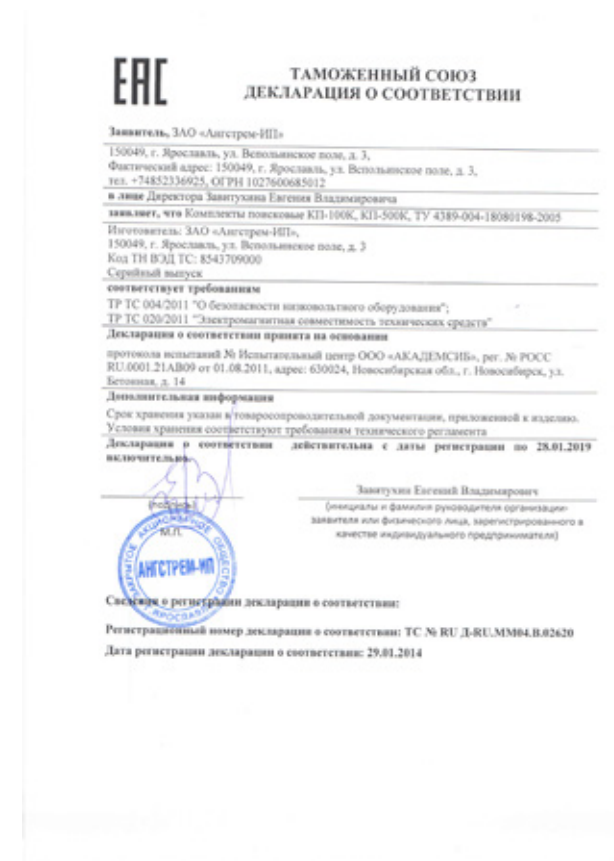 ЕАС
ТАМОЖЕННЫЙ СОЮЗ
ДЕКЛАРАЦИЯ О СООТВЕТСТВИИ
Заявитель, ЗАО «Ангстрем-ИП»
150049, г. Ярославль, ул. Вспольинское поле, д. 3,
Фактический адрес: 150049, г. Ярославль, ул. Вспольинское поле, д. 3,
тел. +74852336925, ОГРН 1027600685012
в лице Директора Завитухина Евгения Владимировича
заявляет, что Комплекты поисковые КП-100К, КП-500К, ТУ 4389-004-18080198-2005
Изготовитель: ЗАО «Ангстрем-ИП»,
150049, г. Ярославль, ул. Вспольинское поле, д. 3
Код ТН ВЭД ТС: 8543709000
Серийный выпуск
соответствует требованиям
ТР ТС 004/2011 "О безопасности низковольтного оборудования";
ТР ТС 020/2011 "Электромагнитная совместимость технических средств"
Декларация о соответствии принята на основании
протокола испытаний № Испытательный центр ООО «АКАДЕМСИБ», рег. № РОСС
RU.0001.21АВ09 от 01.08.2011, адрес: 630024, Новосибирская обл., г. Новосибирск, ул.
Бетонная, д. 14
Дополнительная информация
Срок хранения указан в товаросопроводительной документации, приложенной к изделию.
Условия хранения соответствуют требованиям технического регламента
Декларация о соответствии действительна с даты регистрации по 28.01.2019
включительно.
Завитухин Евгений Владимирович
(подпись)
(инициалы и фамилия руководителя организации-
заявителя или физического лица, зарегистрированного в
качестве индивидуального предпринимателя)
М.П.
ЗАКРЫТОЕ АКЦИОНЕРНОЕ ОБЩЕСТВО
АНГСТРЕМ-ИП
ЯРОСЛАВЛЬ
Сведения о регистрации декларации о соответствии:
Регистрационный номер декларации о соответствии: ТС № RU Д-RU.ММ04.В.02620
Дата регистрации декларации о соответствии: 29.01.2014